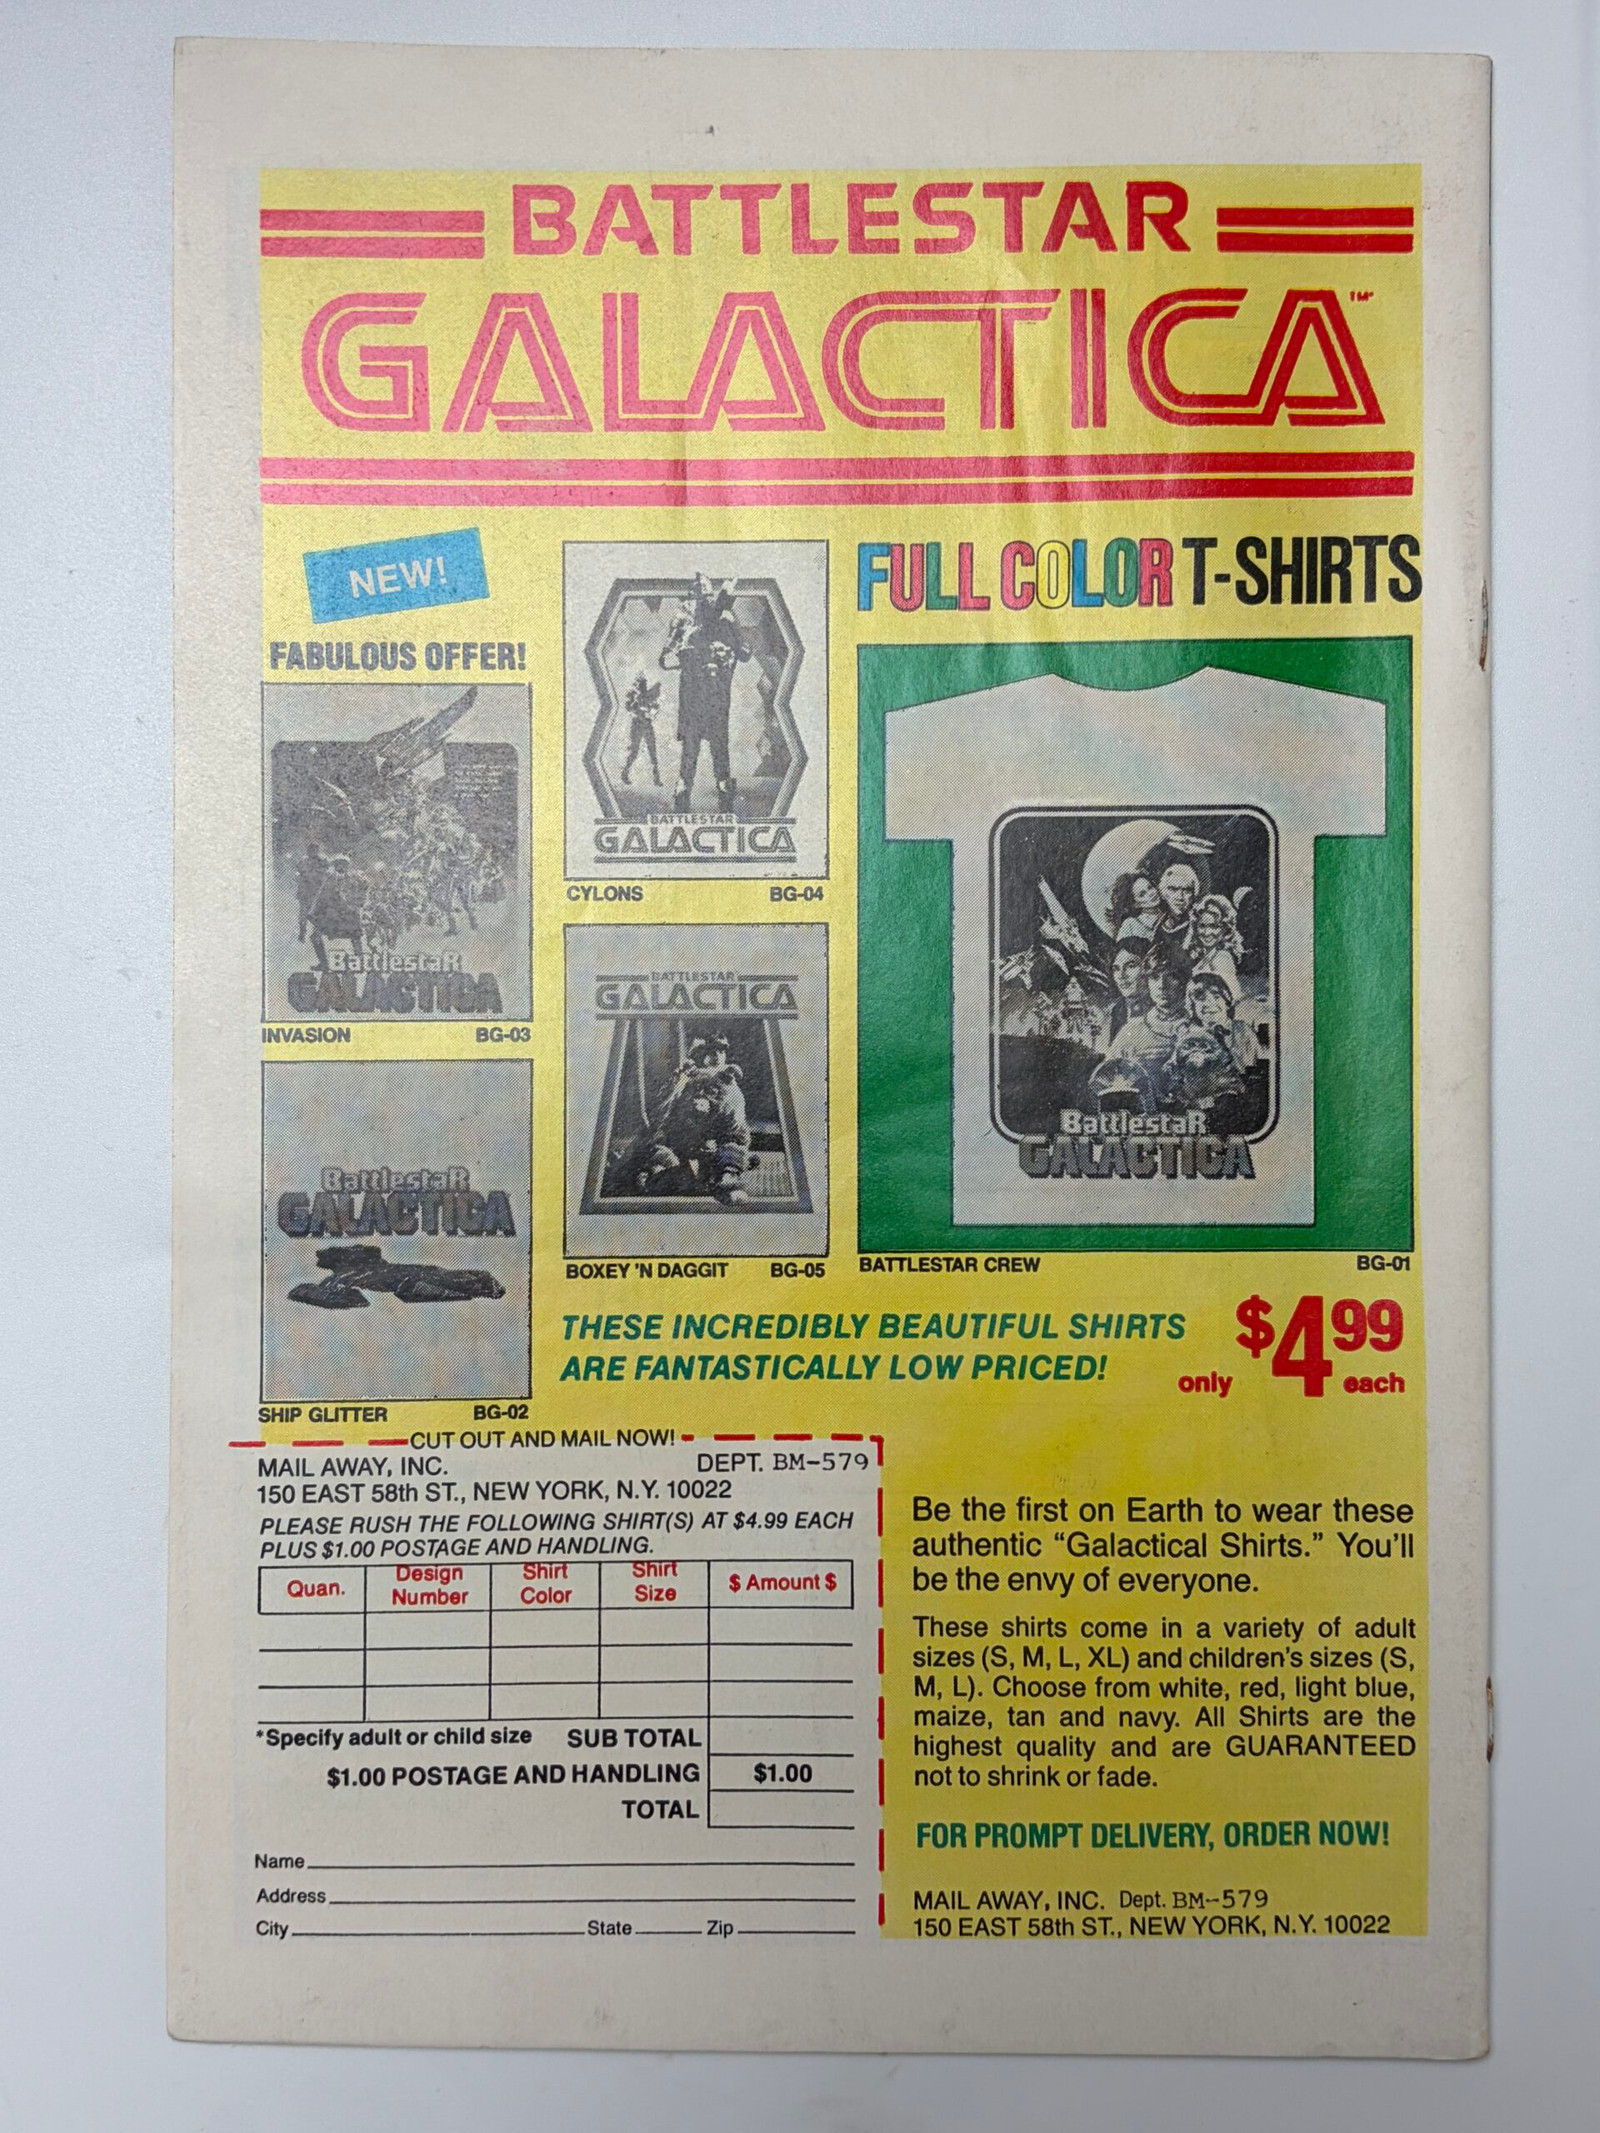 BATTLESTAR
GALACTICA™
NEW!
FABULOUS OFFER!
BattlestaR
GALACTICA
INVASION BG-03
BattlestaR
GALACTICA
SHIP GLITTER BG-02
BATTLESTAR
GALACTICA
CYLONS BG-04
BATTLESTAR
GALACTICA
BOXEY 'N DAGGIT BG-05
FULL COLOR T-SHIRTS
BattlestaR
GALACTICA
BATTLESTAR CREW BG-01
THESE INCREDIBLY BEAUTIFUL SHIRTS
ARE FANTASTICALLY LOW PRICED!
only $4.99 each
CUT OUT AND MAIL NOW!
MAIL AWAY, INC. DEPT. BM-579
150 EAST 58th ST., NEW YORK, N.Y. 10022
PLEASE RUSH THE FOLLOWING SHIRT(S) AT $4.99 EACH
PLUS $1.00 POSTAGE AND HANDLING.
Quan. Design Number Shirt Color Shirt Size $ Amount $
*Specify adult or child size SUB TOTAL
$1.00 POSTAGE AND HANDLING $1.00
TOTAL
Name
Address
City State Zip
Be the first on Earth to wear these
authentic “Galactical Shirts.” You'll
be the envy of everyone.
These shirts come in a variety of adult
sizes (S, M, L, XL) and children's sizes (S,
M, L). Choose from white, red, light blue,
maize, tan and navy. All Shirts are the
highest quality and are GUARANTEED
not to shrink or fade.
FOR PROMPT DELIVERY, ORDER NOW!
MAIL AWAY, INC. Dept. BM--579
150 EAST 58th ST., NEW YORK, N.Y. 10022